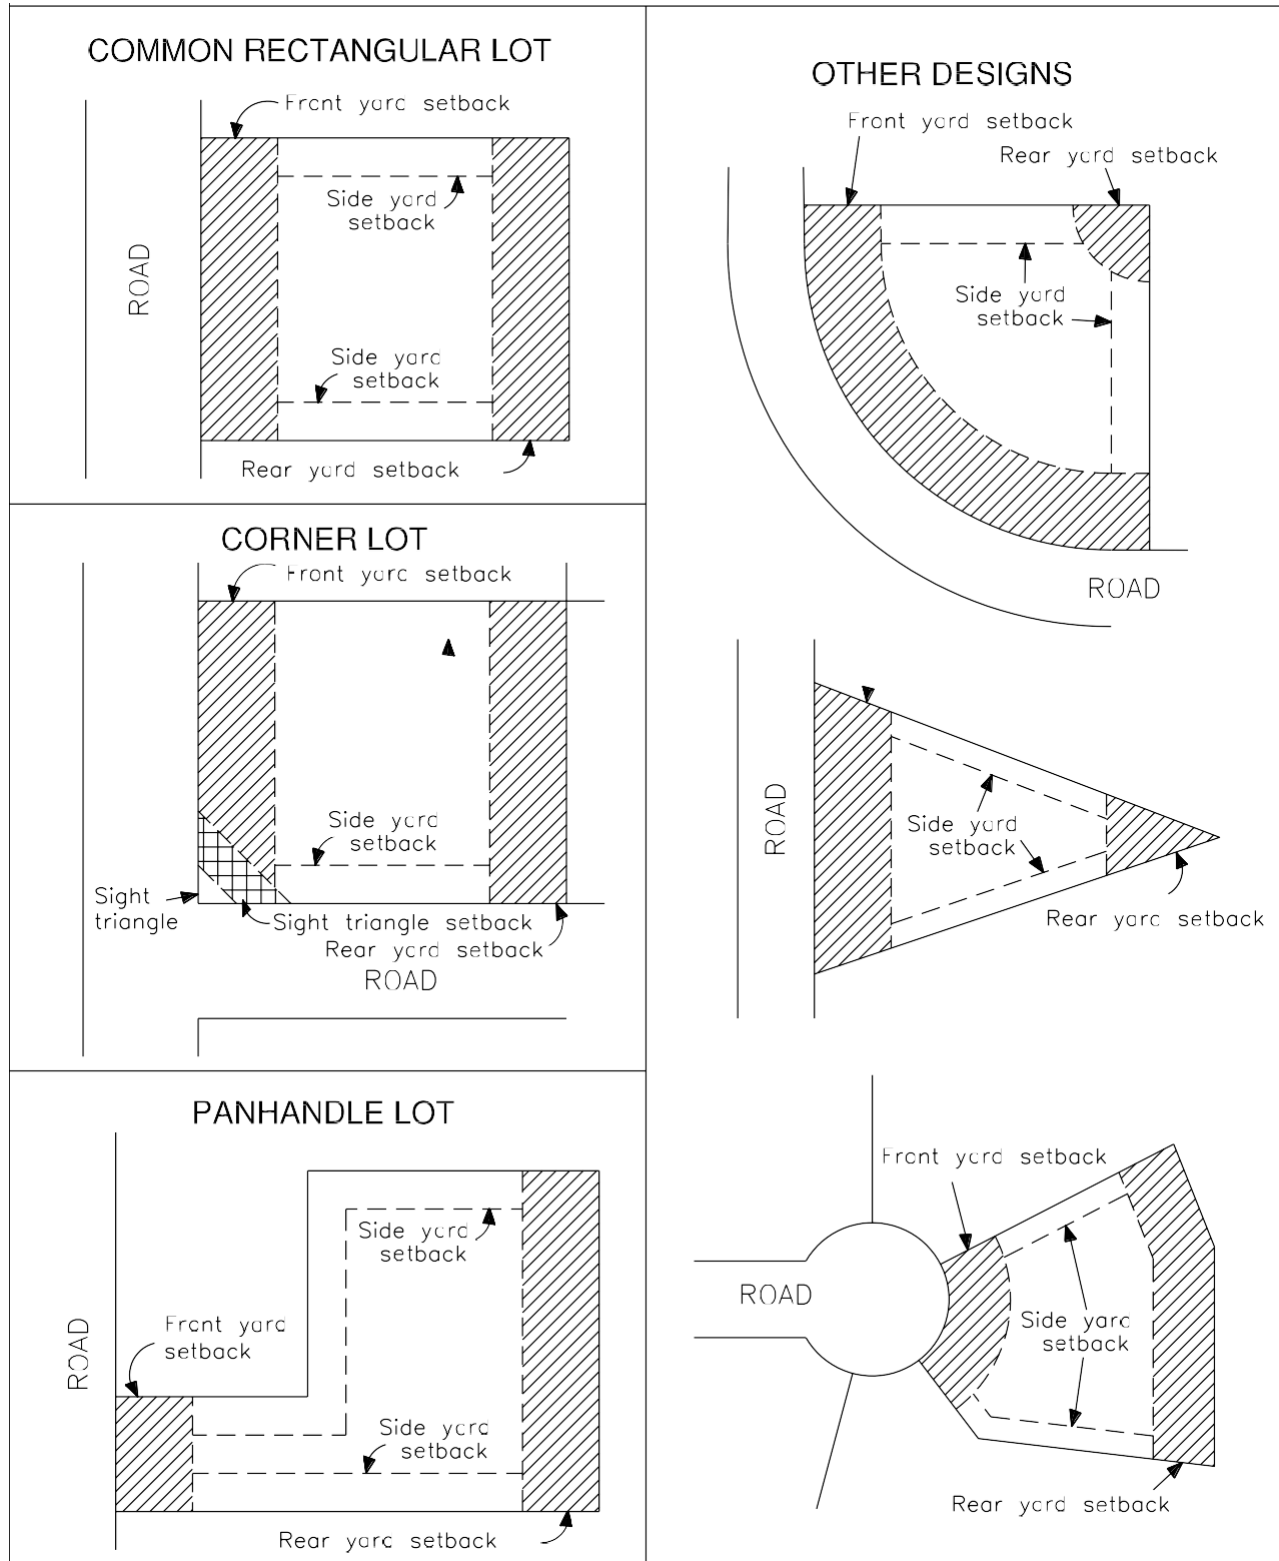 COMMON RECTANGULAR LOT
Front yard setback
Side yard
setback
ROAD
Side yard
setback
Rear yard setback
CORNER LOT
Front yard setback
Side yard
setback
Sight
triangle
Sight triangle setback
Rear yard setback
ROAD
PANHANDLE LOT
Side yard
setback
Front yard
setback
ROAD
Side yard
setback
Rear yard setback
OTHER DESIGNS
Front yard setback
Rear yard setback
Side yard
setback
ROAD
ROAD
Side yard
setback
Rear yard setback
Front yard setback
ROAD
Side yard
setback
Rear yard setback